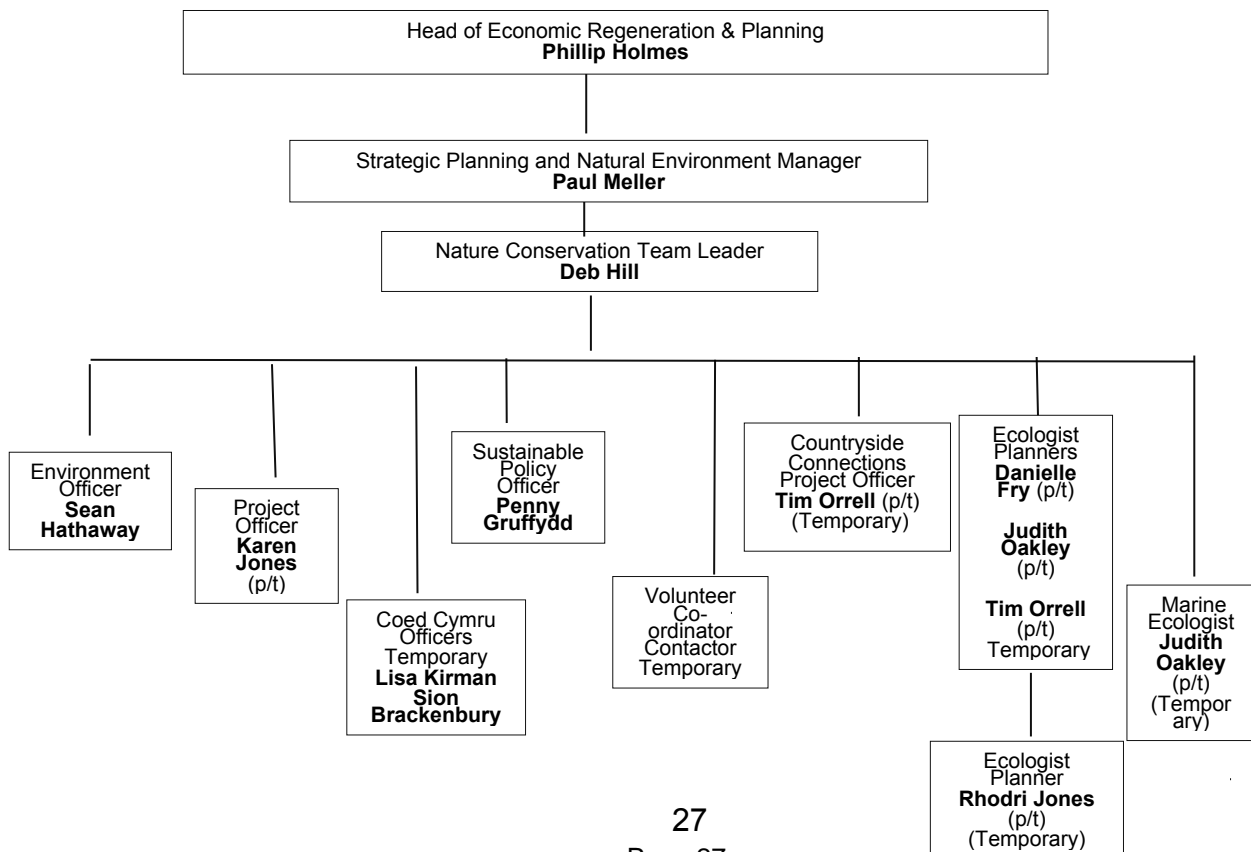 Head of Economic Regeneration & Planning
Phillip Holmes
Strategic Planning and Natural Environment Manager
Paul Meller
Nature Conservation Team Leader
Deb Hill
Environment
Officer
Sean
Hathaway
Project
Officer
Karen
Jones
(p/t)
Coed Cymru
Officers
Temporary
Lisa Kirman
Sion
Brackenbury
Sustainable
Policy
Officer
Penny
Gruffydd
Volunteer
Co-
ordinator
Contactor
Temporary
Countryside
Connections
Project Officer
Tim Orrell (p/t)
(Temporary)
Ecologist
Planners
Danielle
Fry (p/t)
Judith
Oakley
(p/t)
Tim Orrell
(p/t)
Temporary
Marine
Ecologist
Judith
Oakley
(p/t)
(Tempor
ary)
Ecologist
Planner
Rhodri Jones
(p/t)
(Temporary)
27